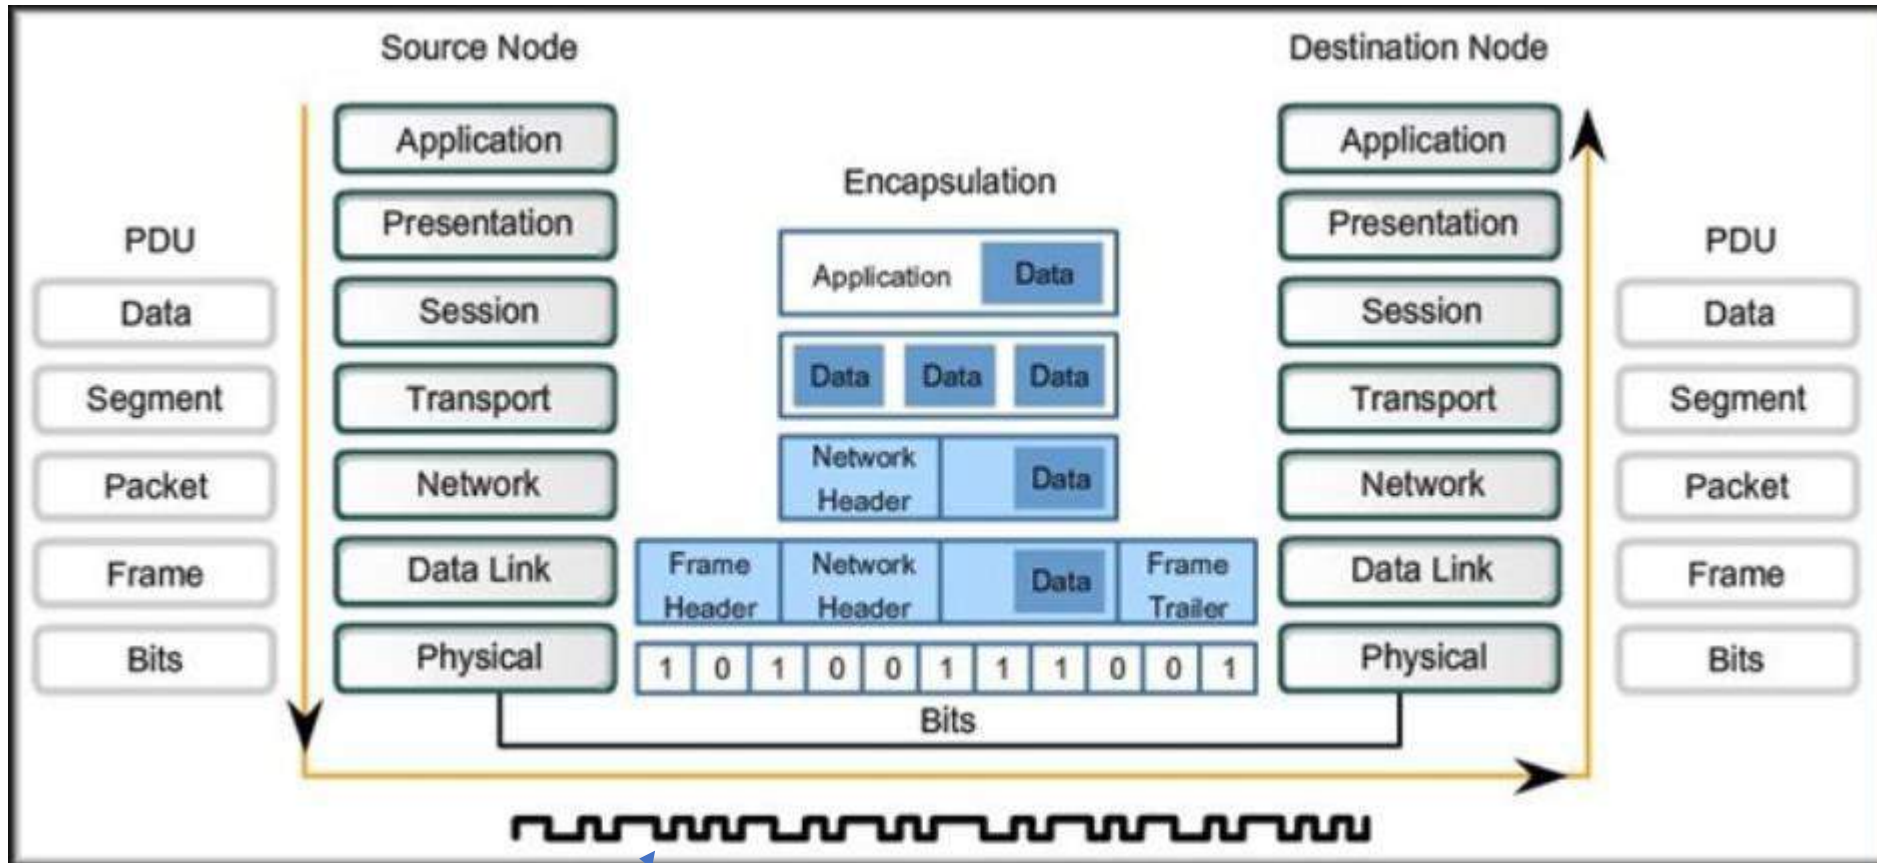 Source Node
Destination Node
Application
Application
Encapsulation
Presentation
Presentation
PDU
PDU
Application Data
Data
Session
Session
Data
Data Data Data
Segment
Transport
Transport
Segment
Network
Header
Data
Packet
Network
Network
Packet
Frame
Header
Network
Header
Data
Frame
Trailer
Frame
Data Link
Data Link
Frame
Bits
Physical
1 0 1 0 0 1 1 1 0 0 1
Physical
Bits
Bits